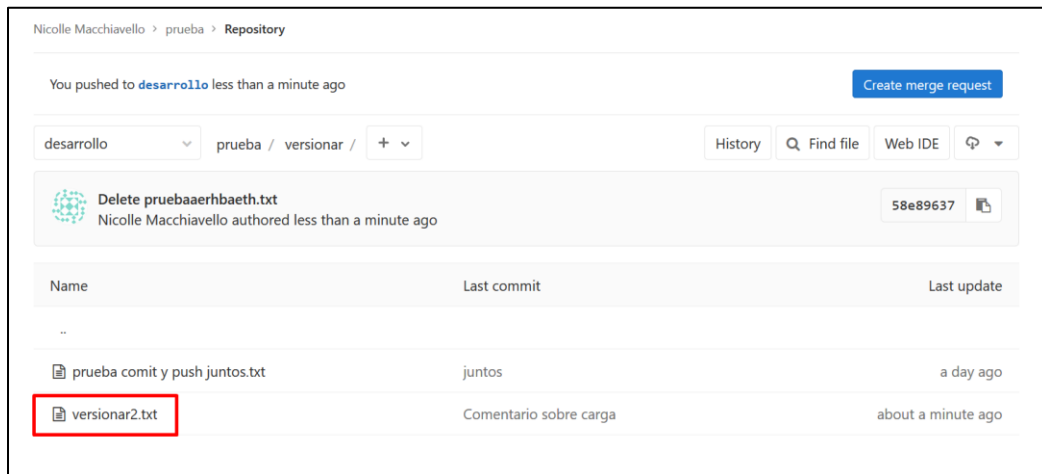 Nicolle Macchiavello > prueba > Repository
You pushed to desarrollo less than a minute ago
Create merge request
desarrollo prueba / versionar / +
History Find file Web IDE
Delete pruebaaerhbaeth.txt
Nicolle Macchiavello authored less than a minute ago
58e89637
Name Last commit Last update
..
prueba comit y push juntos.txt juntos a day ago
versionar2.txt Comentario sobre carga about a minute ago